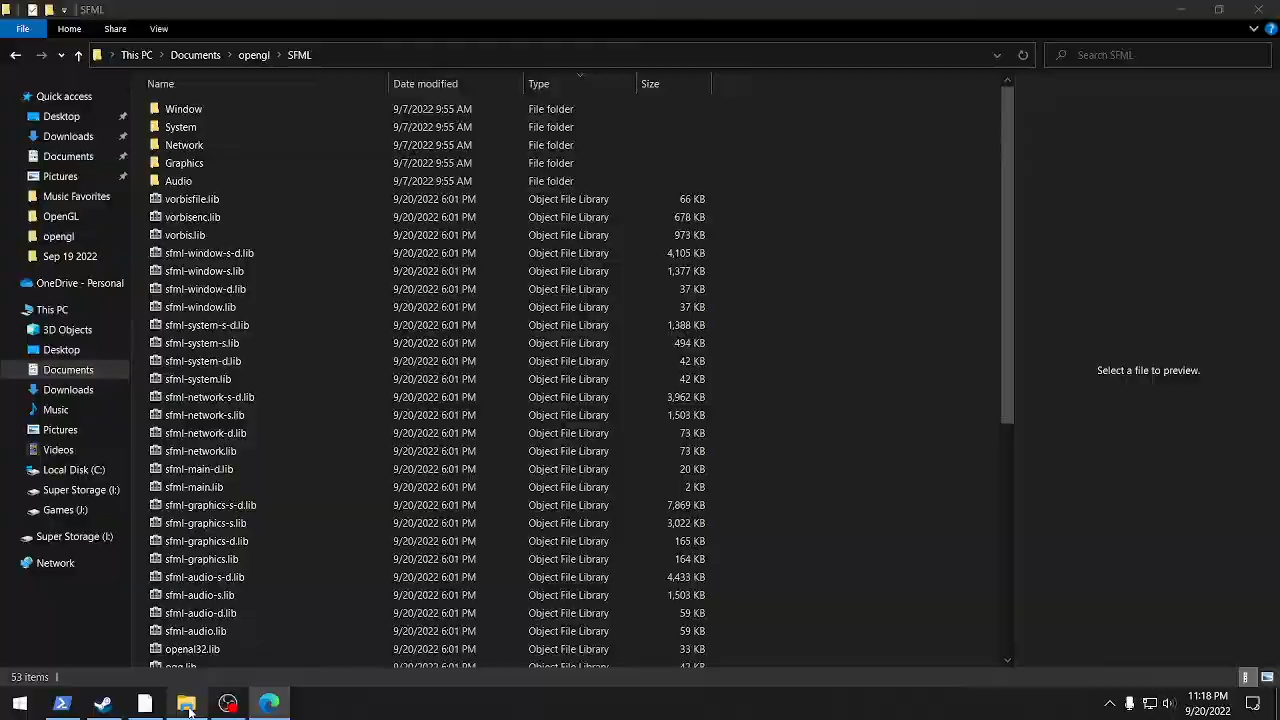 SFML
File Home Share View
This PC Documents opengl SFML Search SFML
Name Date modified Type Size
Quick access
Desktop
Downloads
Documents
Pictures
Music Favorites
OpenGL
opengl
Sep 19 2022
OneDrive - Personal
This PC
3D Objects
Desktop
Documents
Downloads
Music
Pictures
Videos
Local Disk (C:)
Super Storage (I:)
Games (J:)
Super Storage (I:)
Network
Window 9/7/2022 9:55 AM File folder
System 9/7/2022 9:55 AM File folder
Network 9/7/2022 9:55 AM File folder
Graphics 9/7/2022 9:55 AM File folder
Audio 9/7/2022 9:55 AM File folder
vorbisfile.lib 9/20/2022 6:01 PM Object File Library 66 KB
vorbisenc.lib 9/20/2022 6:01 PM Object File Library 678 KB
vorbis.lib 9/20/2022 6:01 PM Object File Library 973 KB
sfml-window-s-d.lib 9/20/2022 6:01 PM Object File Library 4,105 KB
sfml-window-s.lib 9/20/2022 6:01 PM Object File Library 1,377 KB
sfml-window-d.lib 9/20/2022 6:01 PM Object File Library 37 KB
sfml-window.lib 9/20/2022 6:01 PM Object File Library 37 KB
sfml-system-s-d.lib 9/20/2022 6:01 PM Object File Library 1,388 KB
sfml-system-s.lib 9/20/2022 6:01 PM Object File Library 494 KB
sfml-system-d.lib 9/20/2022 6:01 PM Object File Library 42 KB
sfml-system.lib 9/20/2022 6:01 PM Object File Library 42 KB
sfml-network-s-d.lib 9/20/2022 6:01 PM Object File Library 3,962 KB
sfml-network-s.lib 9/20/2022 6:01 PM Object File Library 1,503 KB
sfml-network-d.lib 9/20/2022 6:01 PM Object File Library 73 KB
sfml-network.lib 9/20/2022 6:01 PM Object File Library 73 KB
sfml-main-d.lib 9/20/2022 6:01 PM Object File Library 20 KB
sfml-main.lib 9/20/2022 6:01 PM Object File Library 2 KB
sfml-graphics-s-d.lib 9/20/2022 6:01 PM Object File Library 7,869 KB
sfml-graphics-s.lib 9/20/2022 6:01 PM Object File Library 3,022 KB
sfml-graphics-d.lib 9/20/2022 6:01 PM Object File Library 165 KB
sfml-graphics.lib 9/20/2022 6:01 PM Object File Library 164 KB
sfml-audio-s-d.lib 9/20/2022 6:01 PM Object File Library 4,433 KB
sfml-audio-s.lib 9/20/2022 6:01 PM Object File Library 1,503 KB
sfml-audio-d.lib 9/20/2022 6:01 PM Object File Library 59 KB
sfml-audio.lib 9/20/2022 6:01 PM Object File Library 59 KB
openal32.lib 9/20/2022 6:01 PM Object File Library 33 KB
ogg.lib 9/20/2022 6:01 PM Object File Library 42 KB
Select a file to preview.
53 items
11:18 PM
9/20/2022